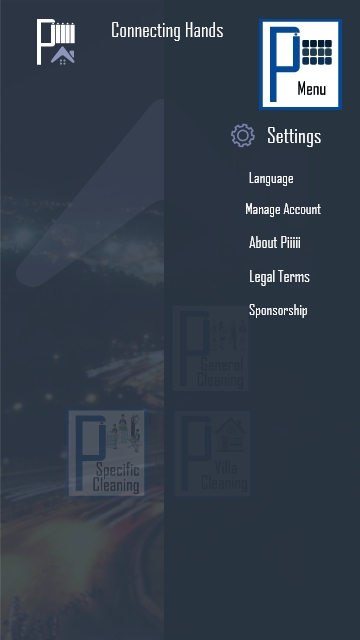 Connecting Hands
Menu
Settings
Language
Manage Account
About Piiiii
Legal Terms
Sponsorship
General
Cleaning
Specific
Cleaning
Villa
Cleaning